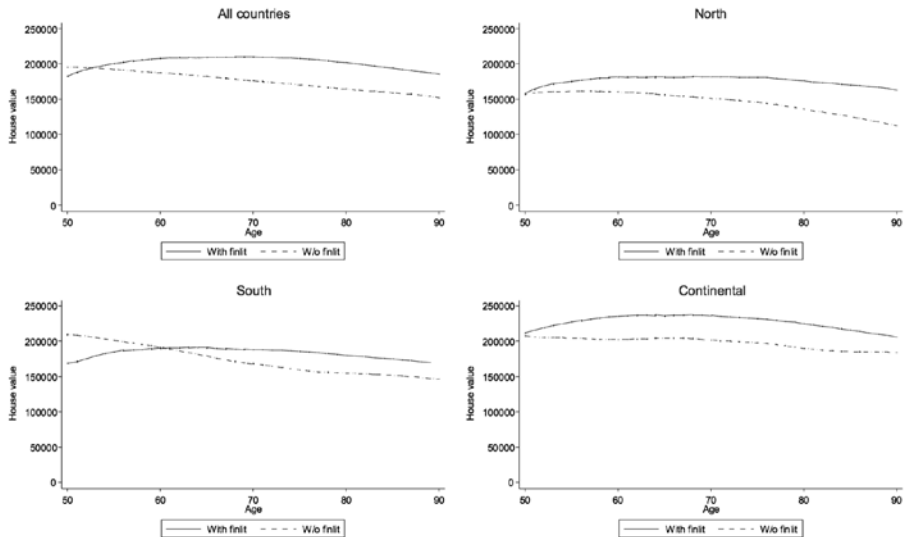 All countries
250000
200000
150000
100000
50000
0
House value
50 60 70 80 90
Age
With finlit W/o finlit
North
250000
200000
150000
100000
50000
0
House value
50 60 70 80 90
Age
With finlit W/o finlit
South
250000
200000
150000
100000
50000
0
House value
50 60 70 80 90
Age
With finlit W/o finlit
Continental
250000
200000
150000
100000
50000
0
House value
50 60 70 80 90
Age
With finlit W/o finlit